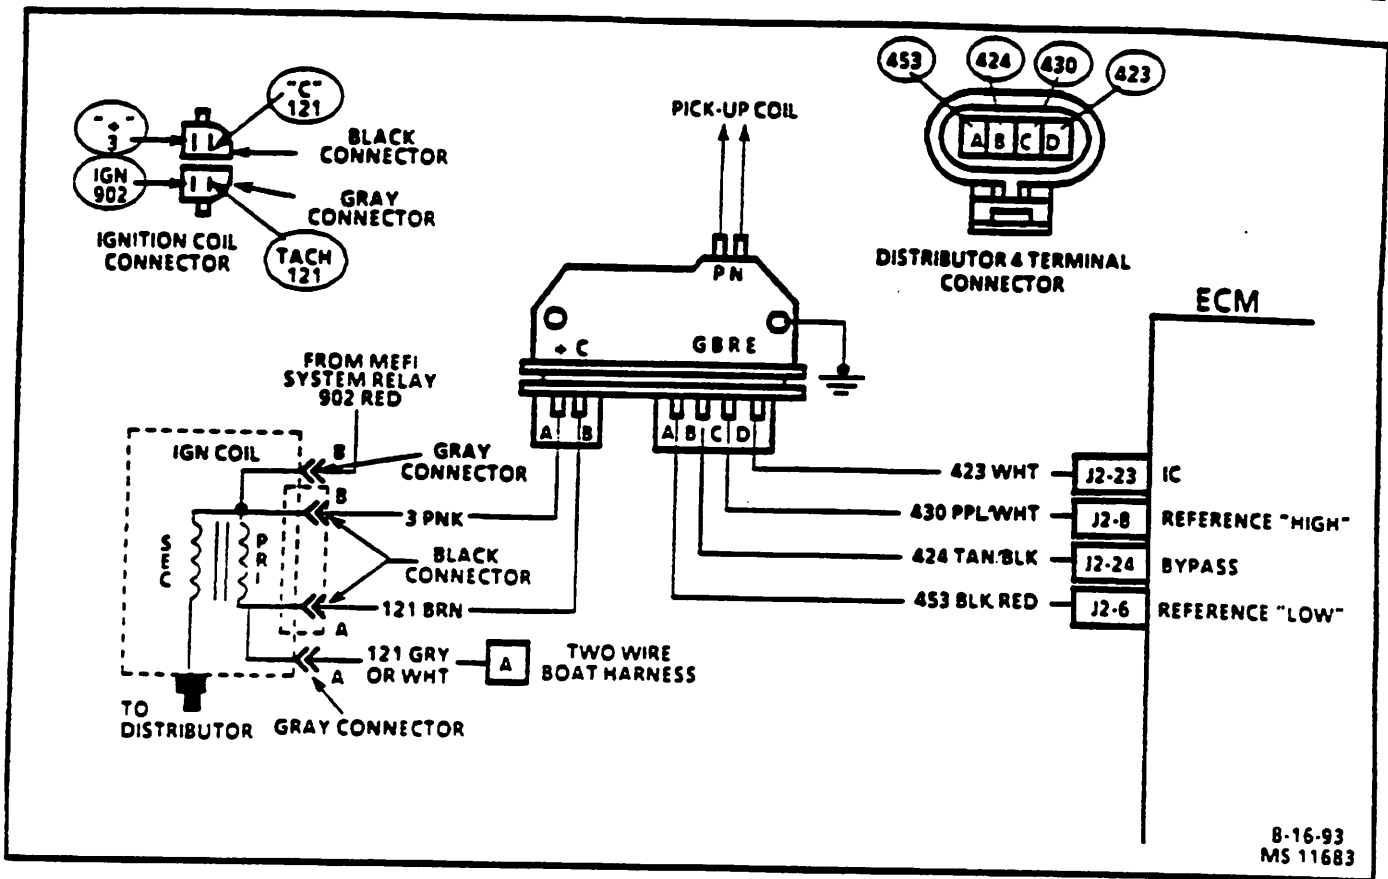 453
424
430
423
A B C D
DISTRIBUTOR 4 TERMINAL
CONNECTOR
"C"
121
"+"
3
BLACK
CONNECTOR
IGN
902
GRAY
CONNECTOR
IGNITION COIL
CONNECTOR
TACH
121
PICK-UP COIL
P N
+ C
G B R E
A B
A B C D
ECM
FROM MEFI
SYSTEM RELAY
902 RED
IGN COIL
B
GRAY
CONNECTOR
B
3 PNK
SEC
PRI
BLACK
CONNECTOR
121 BRN
A
121 GRY
OR WHT
A
A
TWO WIRE
BOAT HARNESS
TO
DISTRIBUTOR
GRAY CONNECTOR
423 WHT
J2-23
IC
430 PPL/WHT
J2-8
REFERENCE "HIGH"
424 TAN/BLK
J2-24
BYPASS
453 BLK RED
J2-6
REFERENCE "LOW"
8-16-93
MS 11683